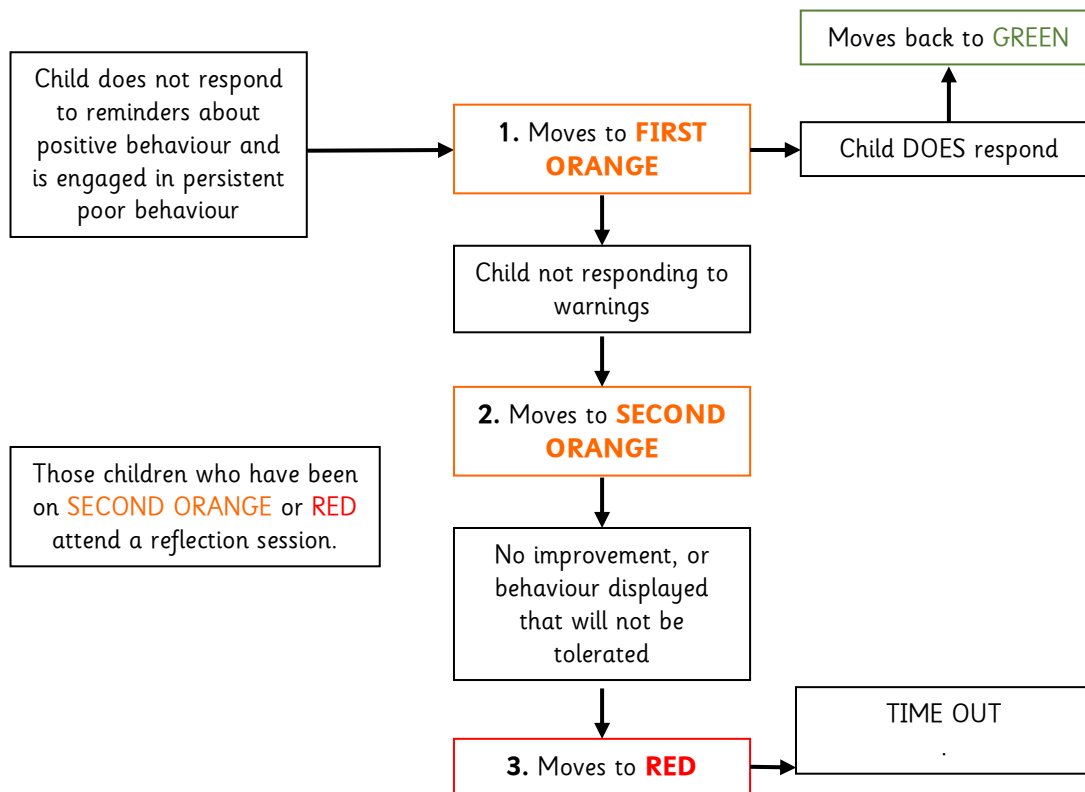 Child does not respond
to reminders about
positive behaviour and
is engaged in persistent
poor behaviour
1. Moves to FIRST
ORANGE
Moves back to GREEN
Child DOES respond
Child not responding to
warnings
2. Moves to SECOND
ORANGE
Those children who have been
on SECOND ORANGE or RED
attend a reflection session.
No improvement, or
behaviour displayed
that will not be
tolerated
3. Moves to RED
TIME OUT
.